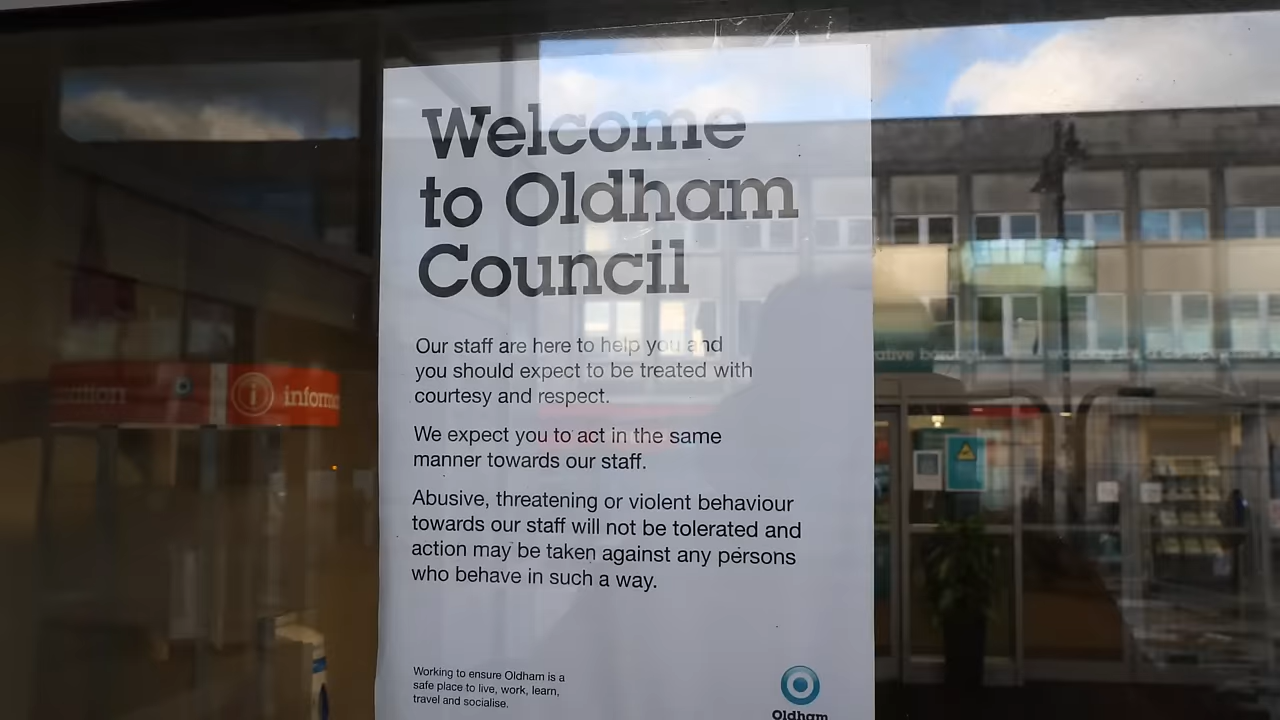 Welcome
to Oldham
Council
Our staff are here to help you and
you should expect to be treated with
courtesy and respect.
We expect you to act in the same
manner towards our staff.
Abusive, threatening or violent behaviour
towards our staff will not be tolerated and
action may be taken against any persons
who behave in such a way.
Working to ensure Oldham is a
safe place to live, work, learn,
travel and socialise.
Oldham
i inform
borough